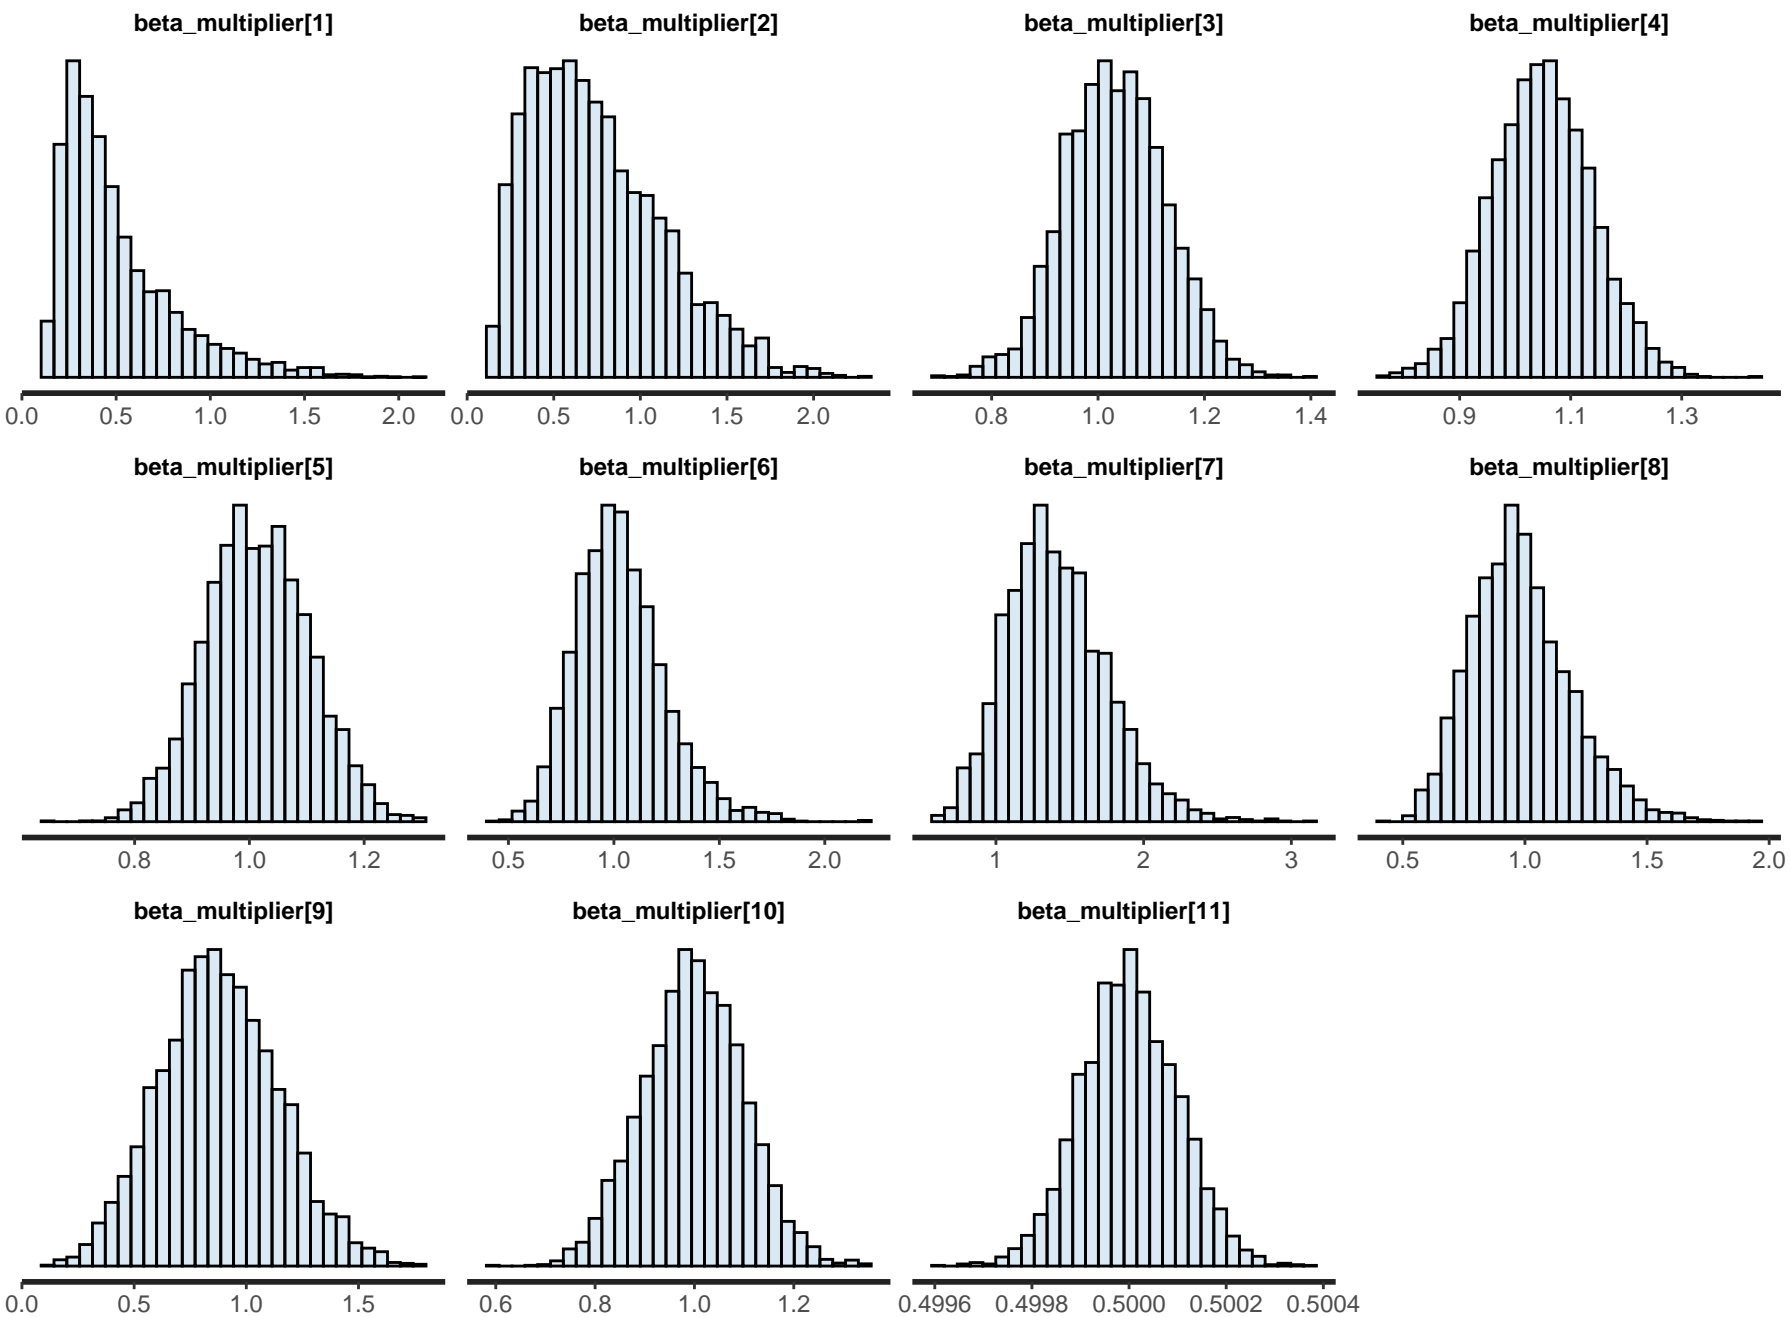 beta_multiplier[1] beta_multiplier[2] beta_multiplier[3] beta_multiplier[4]
0.0 0.5 1.0 1.5 2.0 0.0 0.5 1.0 1.5 2.0 0.8 1.0 1.2 1.4 0.9 1.1 1.3
beta_multiplier[5] beta_multiplier[6] beta_multiplier[7] beta_multiplier[8]
0.8 1.0 1.2 0.5 1.0 1.5 2.0 1 2 3 0.5 1.0 1.5 2.0
beta_multiplier[9] beta_multiplier[10] beta_multiplier[11]
0.0 0.5 1.0 1.5 0.6 0.8 1.0 1.2 0.4996 0.4998 0.5000 0.5002 0.5004